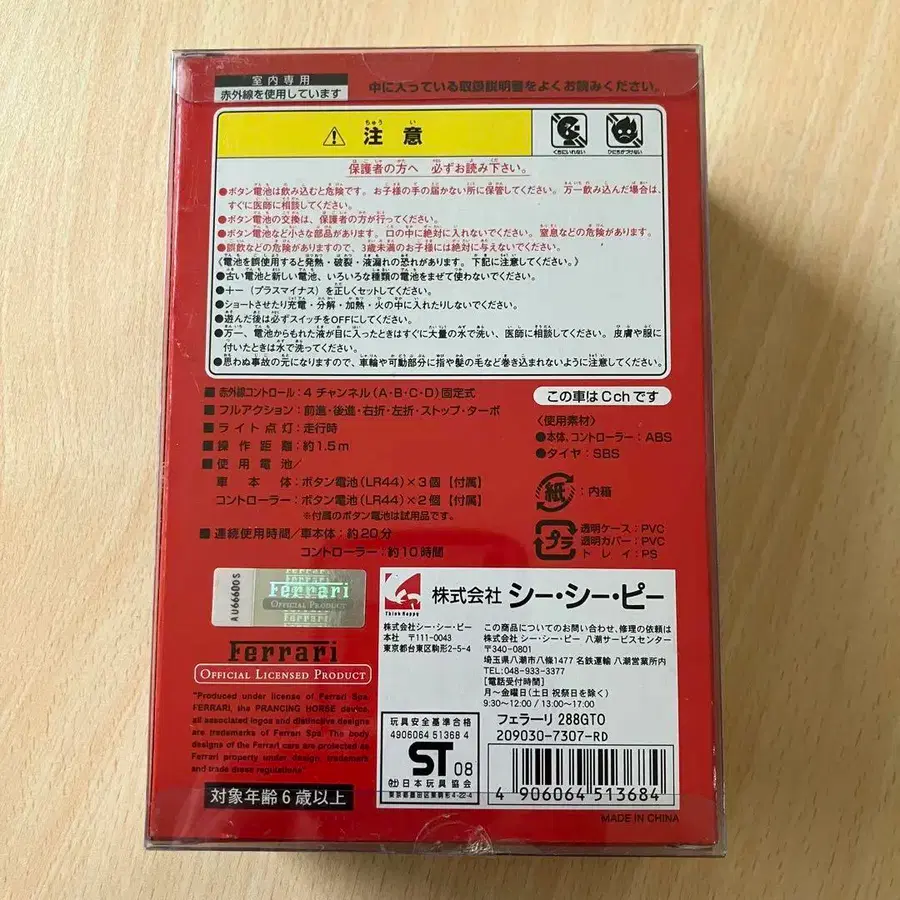 室内専用
赤外線を使用しています
中に入っている取扱説明書をよくお読みください。
注意
ちゅう い
くちにいれない
ひにちかづけない
保護者の方へ 必ずお読み下さい。
●ボタン電池は飲み込むと危険です。お子様の手の届かない所に保管してください。万一飲み込んだ場合は、
すぐに医師に相談してください。
●ボタン電池の交換は、保護者の方が行ってください。
●ボタン電池など小さな部品があります。口の中に絶対に入れないでください。窒息などの危険があります。
●誤飲などの危険がありますので、3歳未満のお子様には絶対に与えないでください。
《電池を誤使用すると発熱・破裂・液漏れの恐れがあります。下記に注意してください。》
●古い電池と新しい電池、いろいろな種類の電池をまぜて使わないでください。
●+－(プラスマイナス)を正しくセットしてください。
●ショートさせたり充電・分解・加熱・火の中に入れたりしないでください。
●遊んだ後は必ずスイッチをOFFにしてください。
●万一、電池からもれた液が目に入ったときはすぐに大量の水で洗い、医師に相談してください。皮膚や服に
付いたときは水で洗ってください。
●思わぬ事故の元になりますので、車輪や可動部分に指や髪の毛など巻き込まれないように注意してください。
■赤外線コントロール:4チャンネル(A・B・C・D)固定式
■フルアクション:前進・後進・右折・左折・ストップ・ターボ
■ライト点灯:走行時
■操作距離:約1.5m
■使用電池/
車本体:ボタン電池(LR44)×3個【付属】
コントローラー:ボタン電池(LR44)×2個【付属】
※付属のボタン電池は試用品です。
■連続使用時間/車本体:約20分
コントローラー:約10時間
この車はCchです
〈使用素材〉
●本体、コントローラー:ABS
●タイヤ:SBS
紙:内箱
プラ
透明ケース:PVC
透明カバー:PVC
トレイ:PS
AU66600S
Ferrari
OFFICIAL PRODUCT
Ferrari
OFFICIAL LICENSED PRODUCT
"Produced under license of Ferrari Spa.
FERRARI, the PRANCING HORSE device,
all associated logos and distinctive designs
are trademarks of Ferrari Spa. The body
designs of the Ferrari cars are protected as
Ferrari property under design, trademark
and trade dress regulations".
対象年齢6歳以上
Think Happy
株式会社 シー・シー・ピー
株式会社 シー・シー・ピー
本社 〒111-0043
東京都台東区駒形2-5-4
この商品についてのお問い合わせ、修理の依頼は
株式会社 シー・シー・ピー 八潮サービスセンター
〒340-0801
埼玉県八潮市八條1477 名鉄運輸 八潮営業所内
TEL:048-933-3377
[電話受付時間]
月～金曜日(土日 祝祭日を除く)
9:30～12:00 / 13:00～17:00
玩具安全基準合格
4906064 51368 4
ST 08
(社)日本玩具協会
東京都墨田区東駒形4-22-4
フェラーリ 288GTO
209030-7307-RD
4 906064 513684
MADE IN CHINA